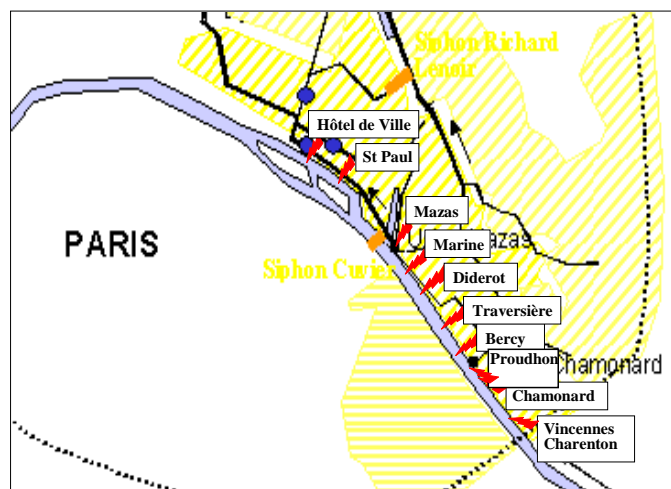 Siphon Richard
Lenoir
Hôtel de Ville
St Paul
Mazas
PARIS
Marine
Siphon Cuvier
Diderot
Traversière
Bercy
Proudhon
Chamonard
Chamonard
Vincennes
Charenton